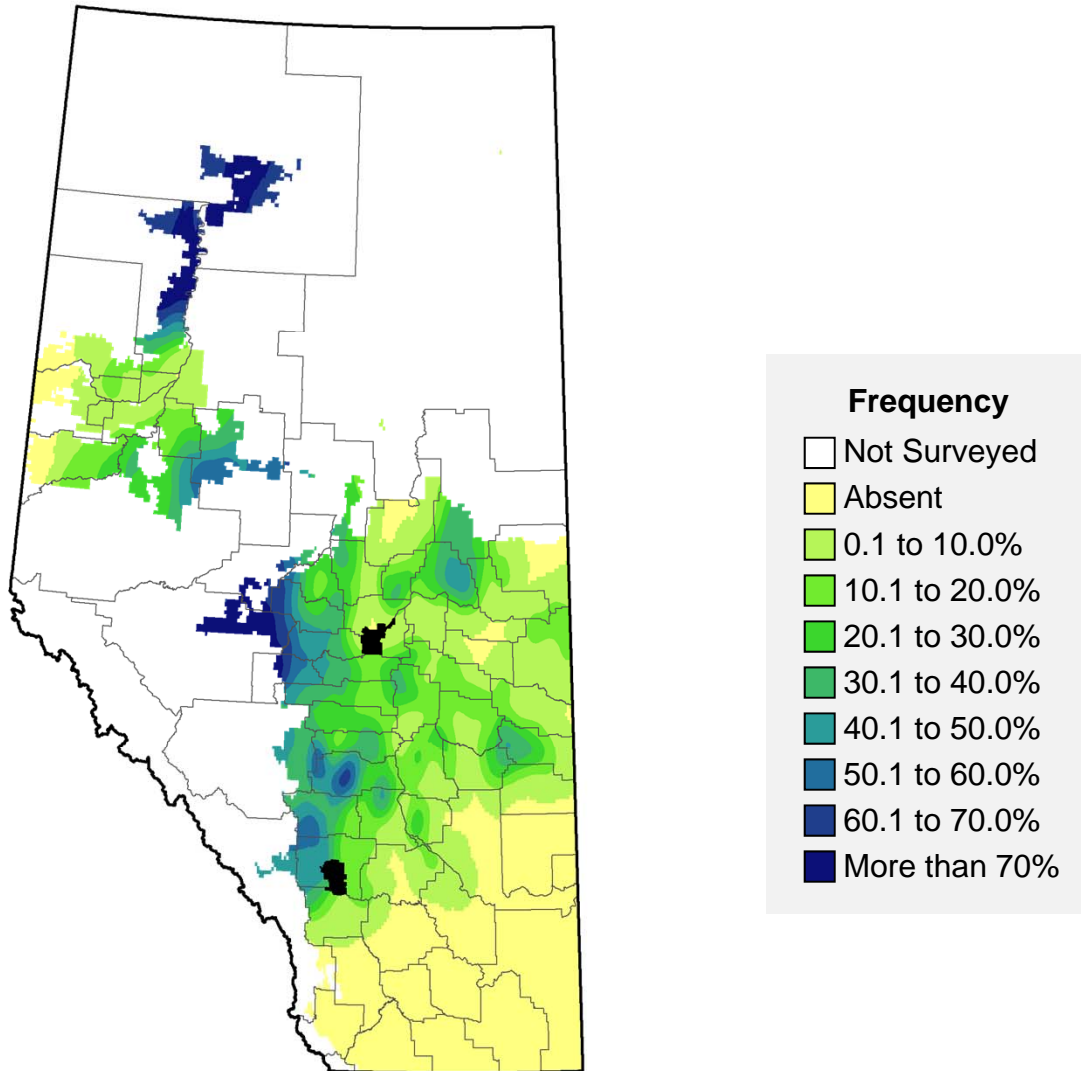 Frequency
Not Surveyed
Absent
0.1 to 10.0%
10.1 to 20.0%
20.1 to 30.0%
30.1 to 40.0%
40.1 to 50.0%
50.1 to 60.0%
60.1 to 70.0%
More than 70%